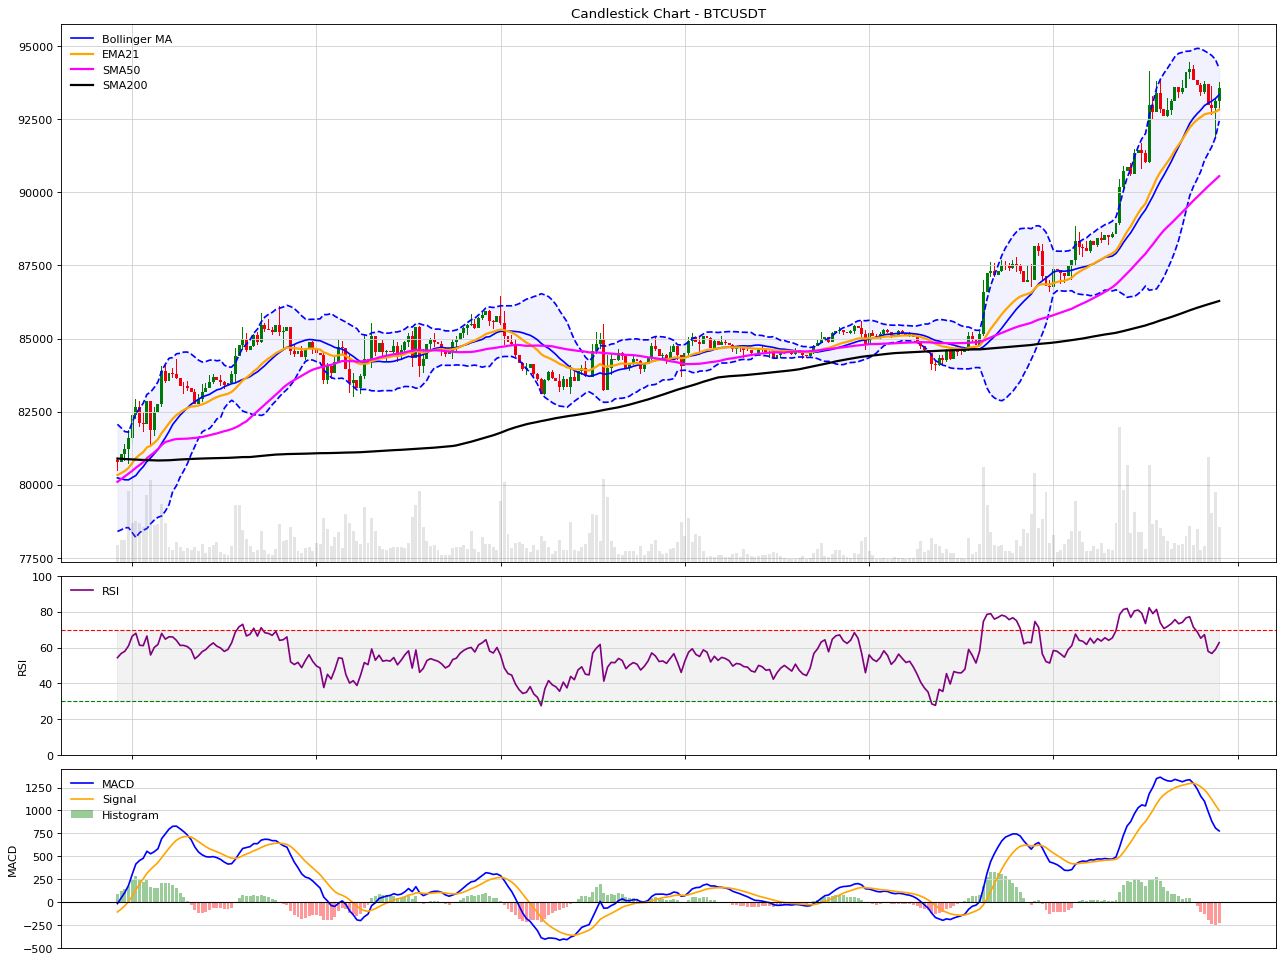 Candlestick Chart - BTCUSDT
Bollinger MA
EMA21
SMA50
SMA200
95000
92500
90000
87500
85000
82500
80000
77500
RSI
RSI
100
80
60
40
20
0
MACD
Signal
Histogram
MACD
1250
1000
750
500
250
0
−250
−500